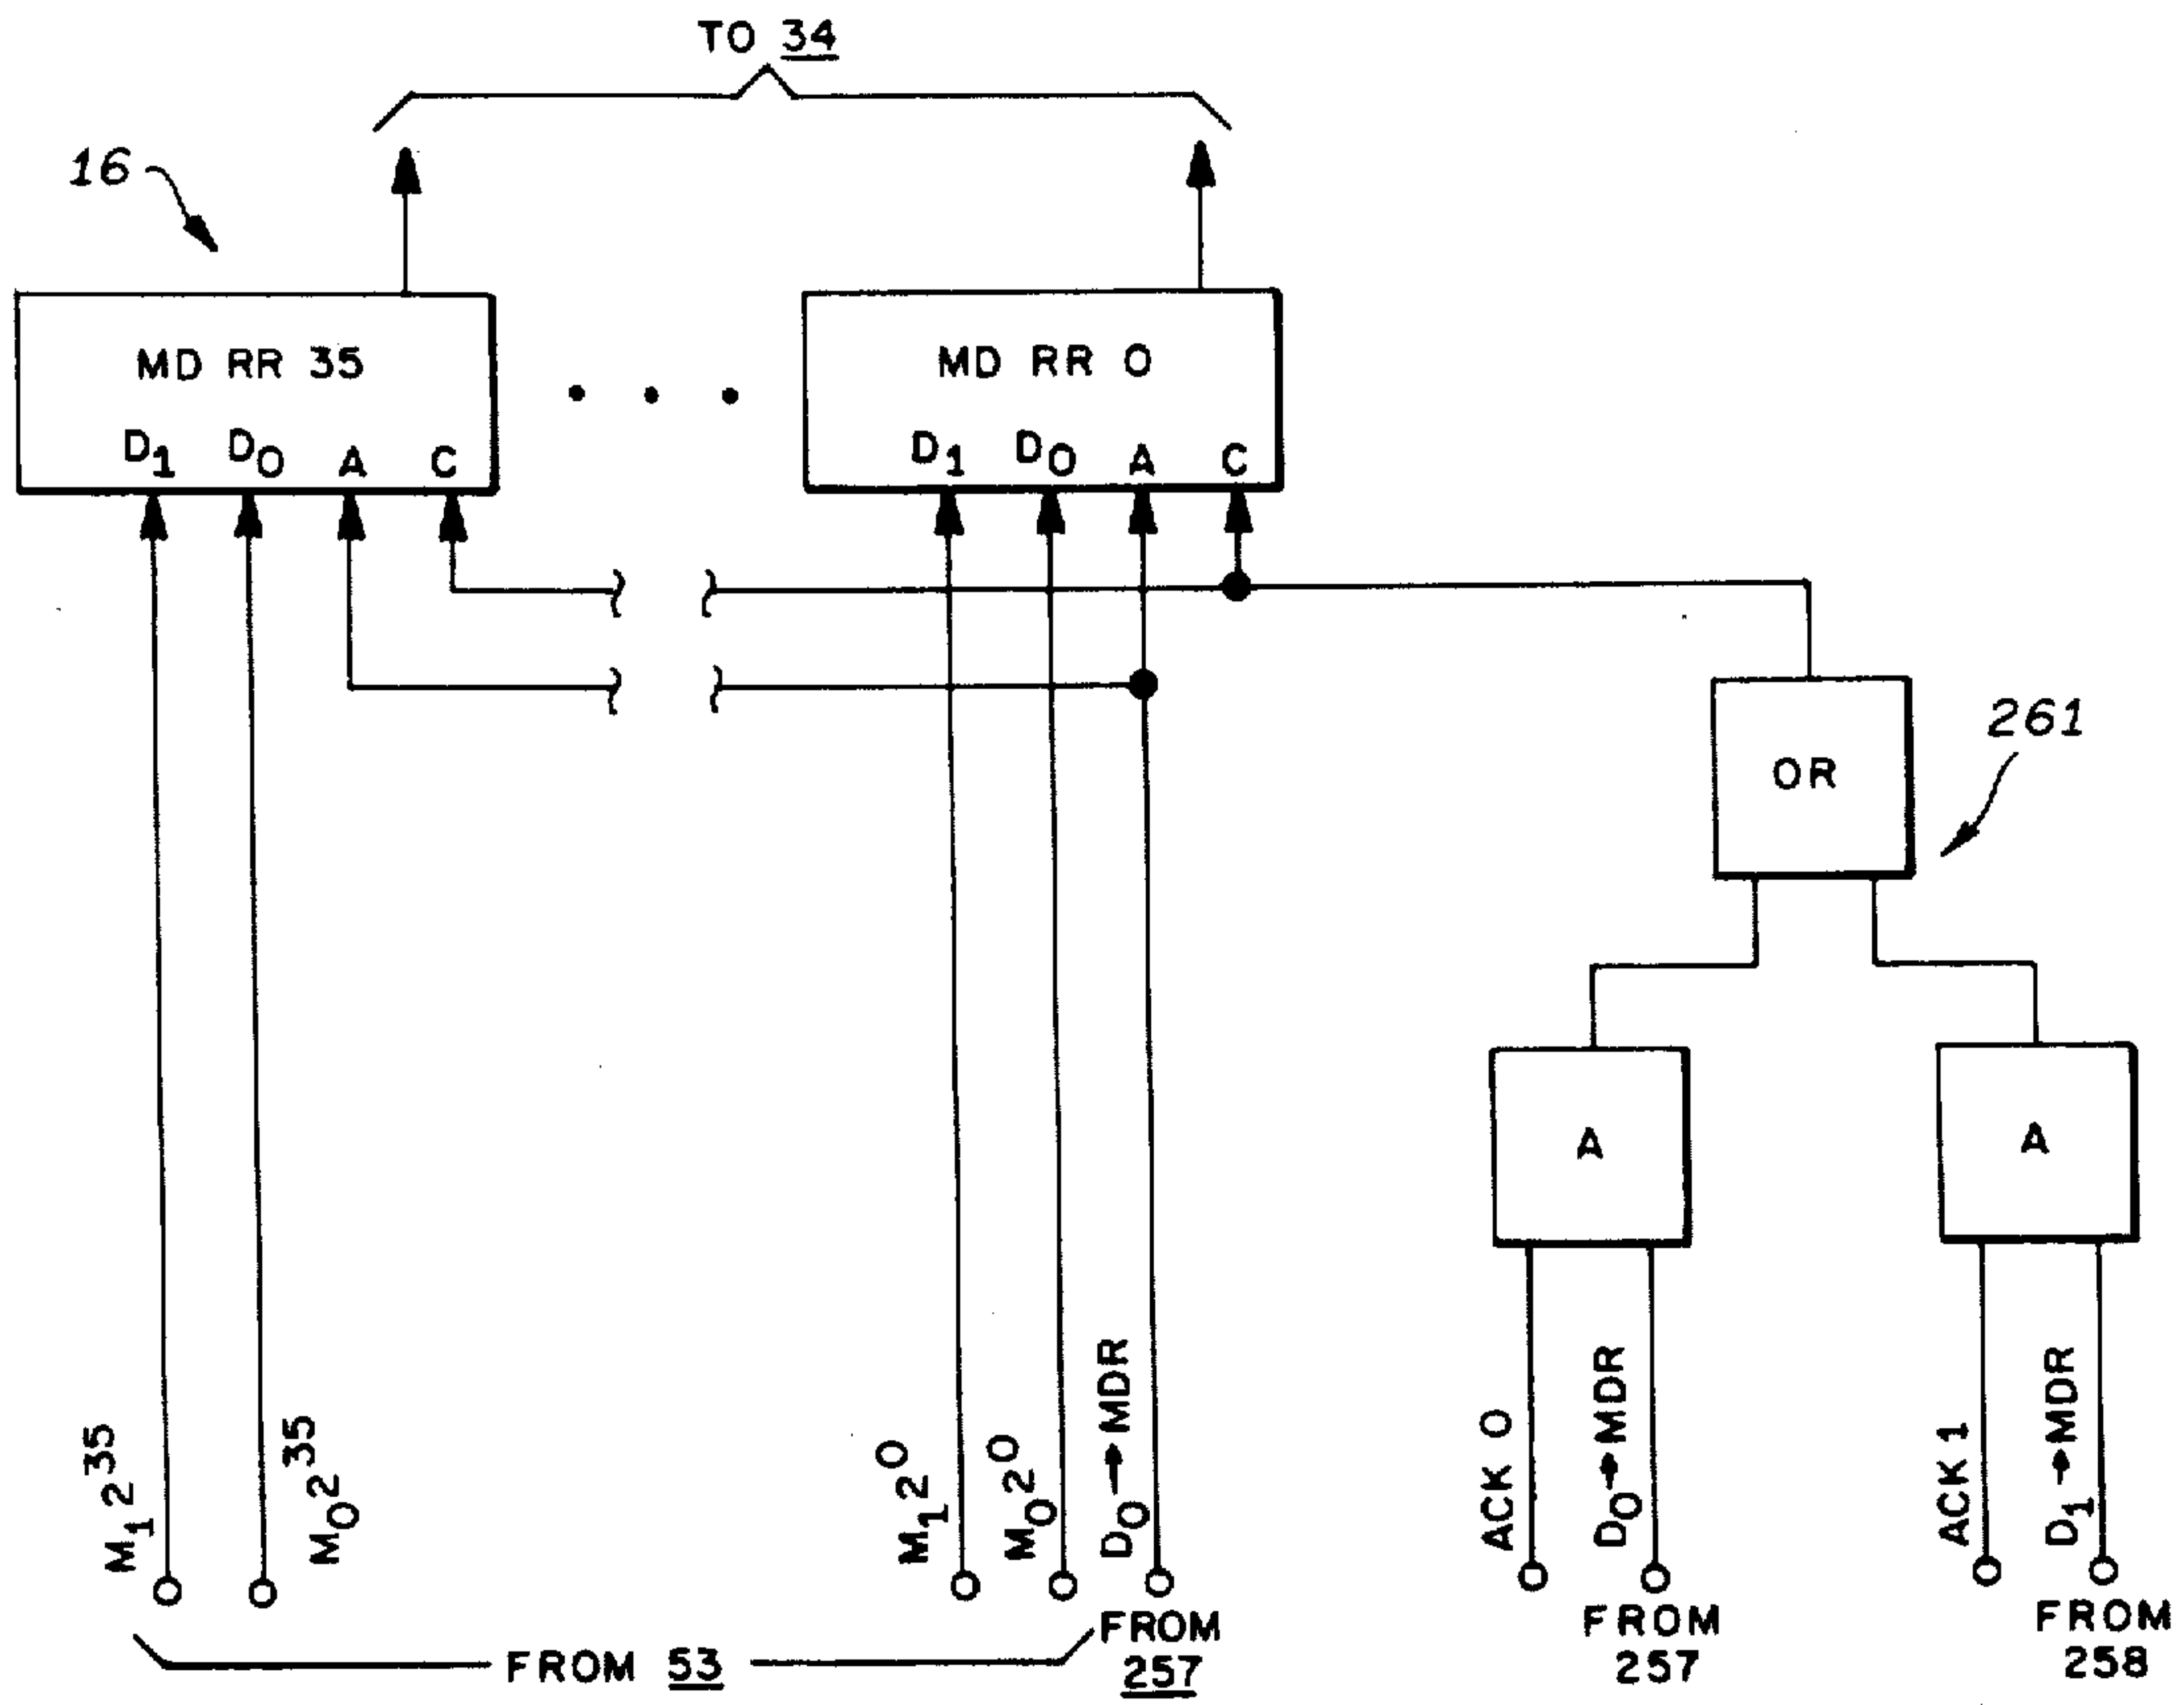 TO 34
16
MD RR 35
D1 D0 A C
MD RR 0
D1 D0 A C
261
OR
A
A
M1 2^35
M0 2^35
M1 2^0
M0 2^0
D0 → MDR
ACK 0
D0 → MDR
ACK 1
D1 → MDR
FROM 53
FROM
257
FROM
257
FROM
258